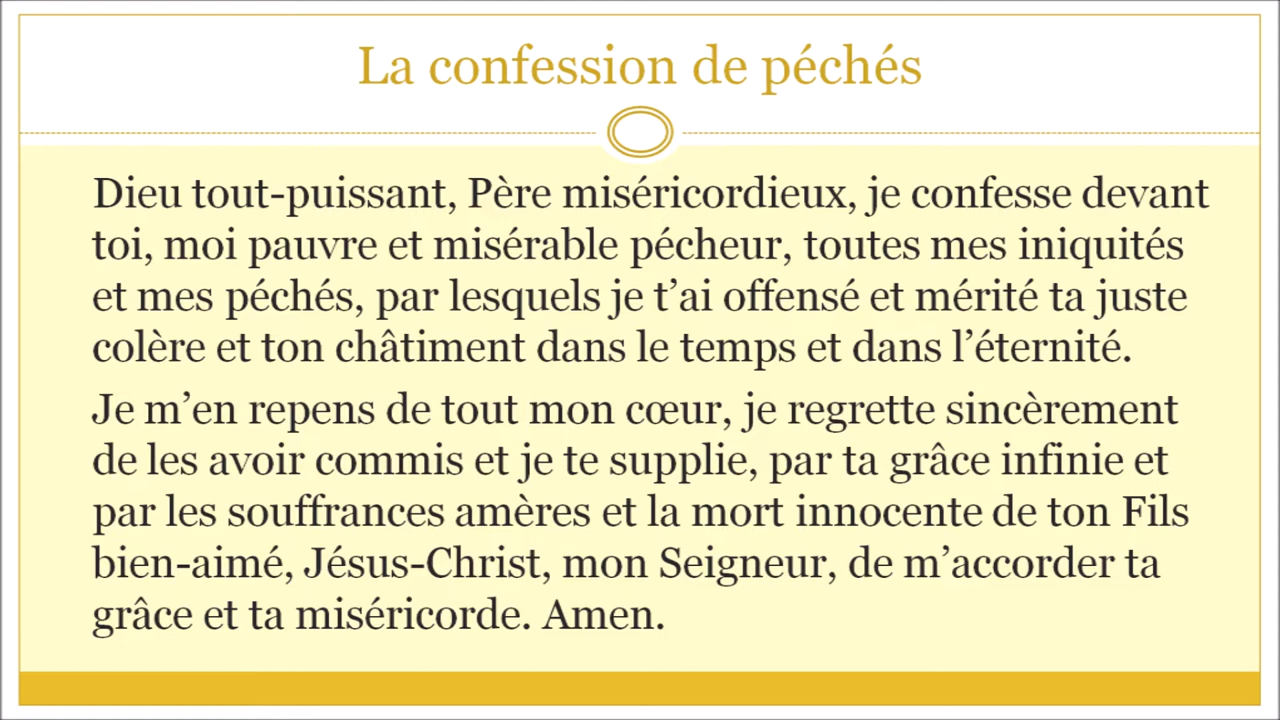 La confession de péchés
Dieu tout-puissant, Père miséricordieux, je confesse devant
toi, moi pauvre et misérable pécheur, toutes mes iniquités
et mes péchés, par lesquels je t’ai offensé et mérité ta juste
colère et ton châtiment dans le temps et dans l’éternité.
Je m’en repens de tout mon cœur, je regrette sincèrement
de les avoir commis et je te supplie, par ta grâce infinie et
par les souffrances amères et la mort innocente de ton Fils
bien-aimé, Jésus-Christ, mon Seigneur, de m’accorder ta
grâce et ta miséricorde. Amen.